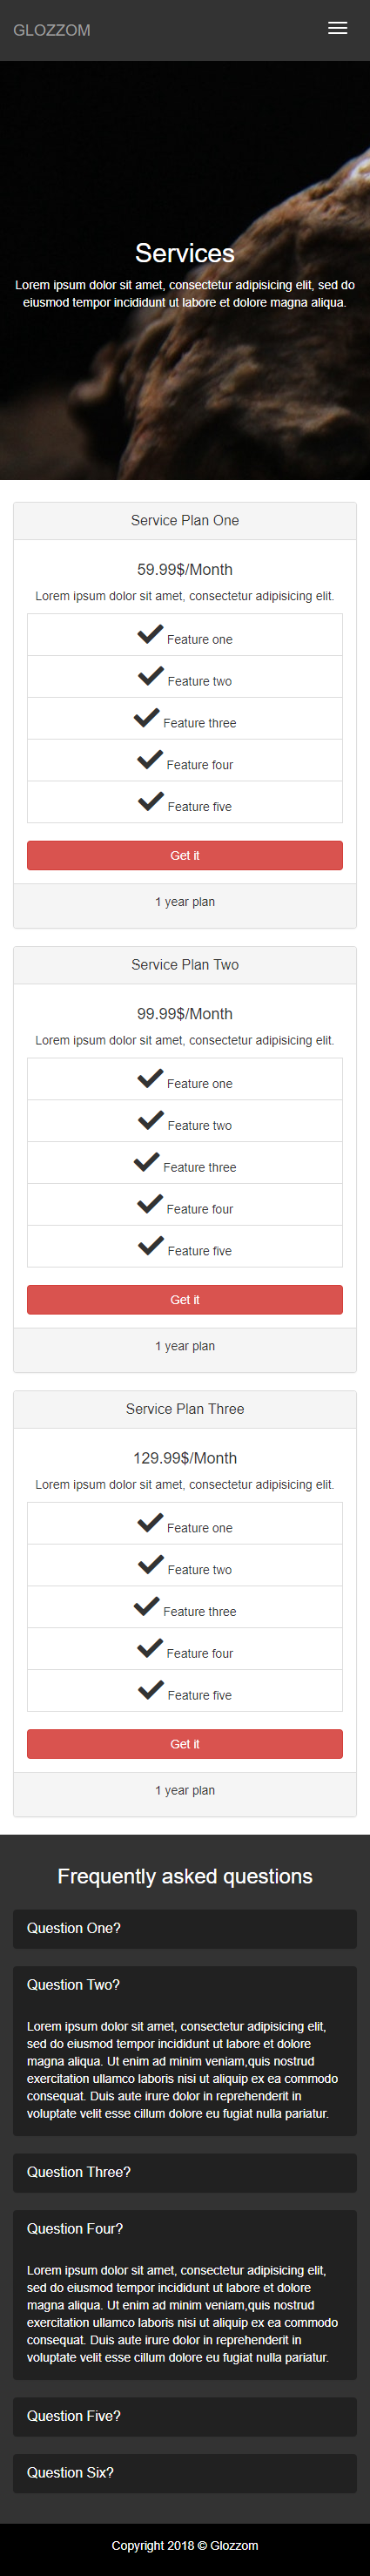 GLOZZOM
Services
Lorem ipsum dolor sit amet, consectetur adipisicing elit, sed do
eiusmod tempor incididunt ut labore et dolore magna aliqua.
Service Plan One
59.99$/Month
Lorem ipsum dolor sit amet, consectetur adipisicing elit.
Feature one
Feature two
Feature three
Feature four
Feature five
Get it
1 year plan
Service Plan Two
99.99$/Month
Lorem ipsum dolor sit amet, consectetur adipisicing elit.
Feature one
Feature two
Feature three
Feature four
Feature five
Get it
1 year plan
Service Plan Three
129.99$/Month
Lorem ipsum dolor sit amet, consectetur adipisicing elit.
Feature one
Feature two
Feature three
Feature four
Feature five
Get it
1 year plan
Frequently asked questions
Question One?
Question Two?
Lorem ipsum dolor sit amet, consectetur adipisicing elit,
sed do eiusmod tempor incididunt ut labore et dolore
magna aliqua. Ut enim ad minim veniam,quis nostrud
exercitation ullamco laboris nisi ut aliquip ex ea commodo
consequat. Duis aute irure dolor in reprehenderit in
voluptate velit esse cillum dolore eu fugiat nulla pariatur.
Question Three?
Question Four?
Lorem ipsum dolor sit amet, consectetur adipisicing elit,
sed do eiusmod tempor incididunt ut labore et dolore
magna aliqua. Ut enim ad minim veniam,quis nostrud
exercitation ullamco laboris nisi ut aliquip ex ea commodo
consequat. Duis aute irure dolor in reprehenderit in
voluptate velit esse cillum dolore eu fugiat nulla pariatur.
Question Five?
Question Six?
Copyright 2018 © Glozzom